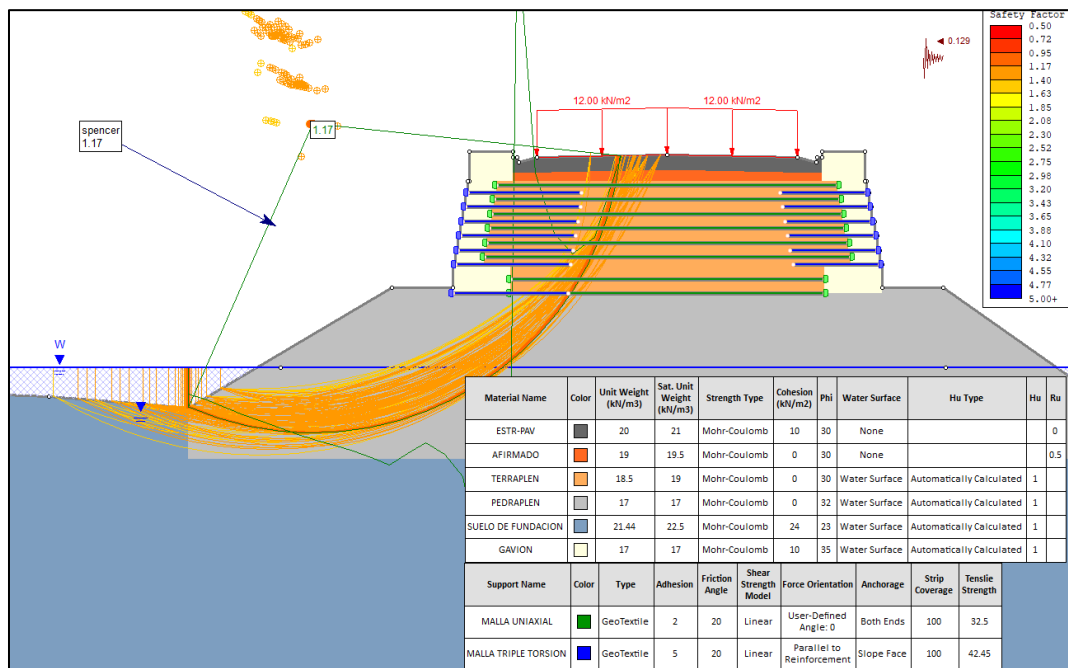 Safety Factor
0.50
0.72
0.95
1.17
1.40
1.63
1.85
2.08
2.30
2.52
2.75
2.98
3.20
3.43
3.65
3.88
4.10
4.32
4.55
4.77
5.00+
0.129
12.00 kN/m2 12.00 kN/m2
spencer
1.17
1.17
W
Material Name Color Unit Weight (kN/m3) Sat. Unit Weight (kN/m3) Strength Type Cohesion (kN/m2) Phi Water Surface Hu Type Hu Ru
ESTR-PAV 20 21 Mohr-Coulomb 10 30 None 0
AFIRMADO 19 19.5 Mohr-Coulomb 0 30 None 0.5
TERRAPLEN 18.5 19 Mohr-Coulomb 0 30 Water Surface Automatically Calculated 1
PEDRAPLEN 17 17 Mohr-Coulomb 0 32 Water Surface Automatically Calculated 1
SUELO DE FUNDACION 21.44 22.5 Mohr-Coulomb 24 23 Water Surface Automatically Calculated 1
GAVION 17 17 Mohr-Coulomb 10 35 Water Surface Automatically Calculated 1
Support Name Color Type Adhesion Friction Angle Shear Strength Model Force Orientation Anchorage Strip Coverage Tenslie Strength
MALLA UNIAXIAL GeoTextile 2 20 Linear User-Defined Angle: 0 Both Ends 100 32.5
MALLA TRIPLE TORSION GeoTextile 5 20 Linear Parallel to Reinforcement Slope Face 100 42.45